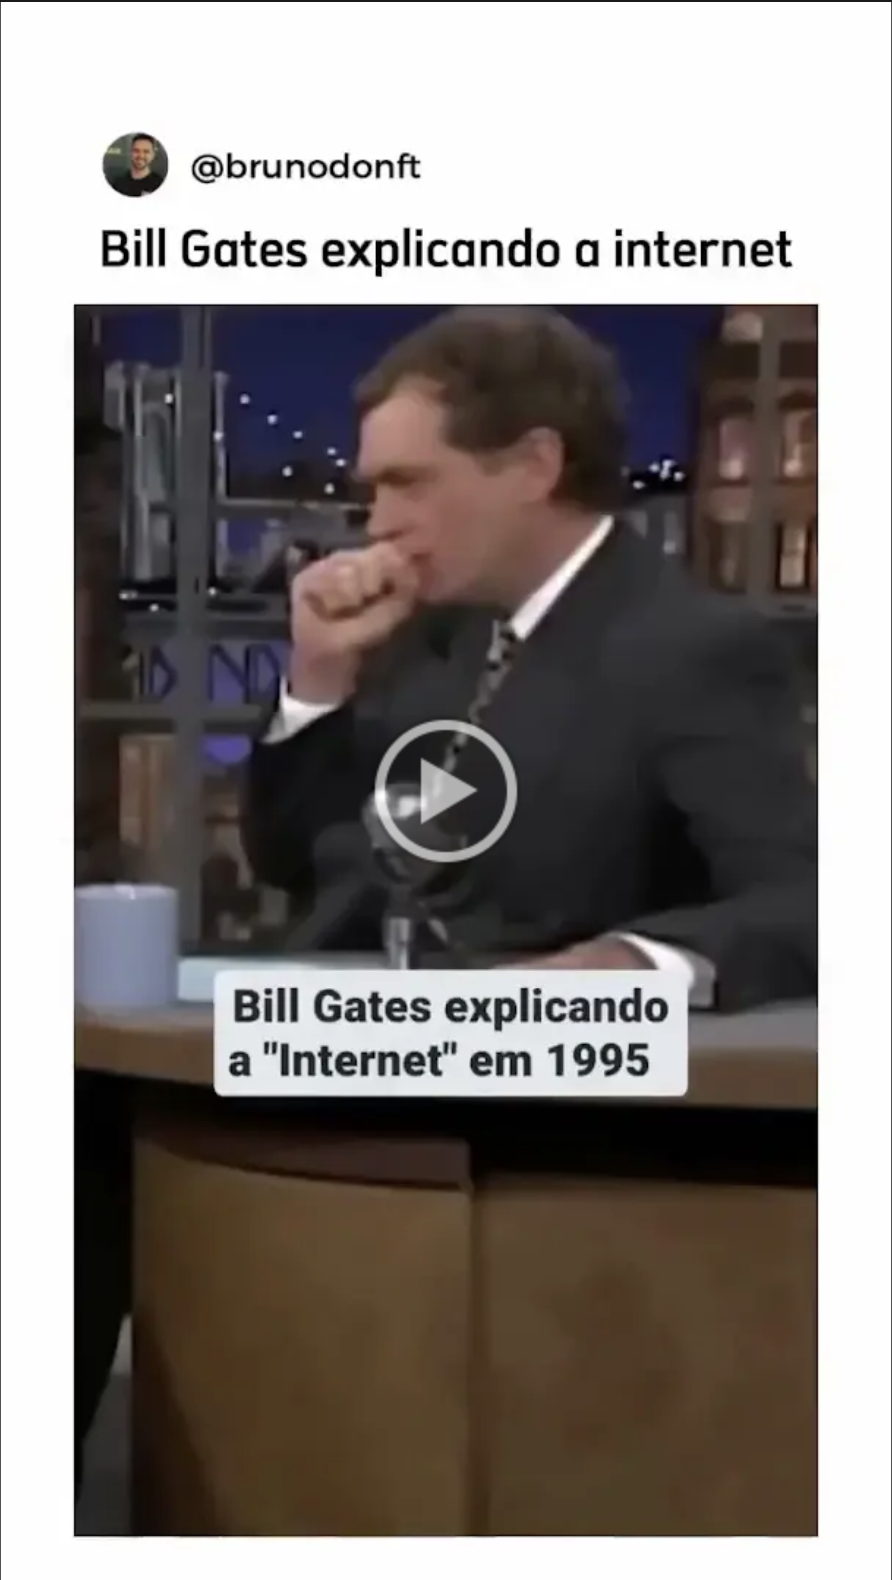 @brunodonft
Bill Gates explicando a internet
Bill Gates explicando
a "Internet" em 1995